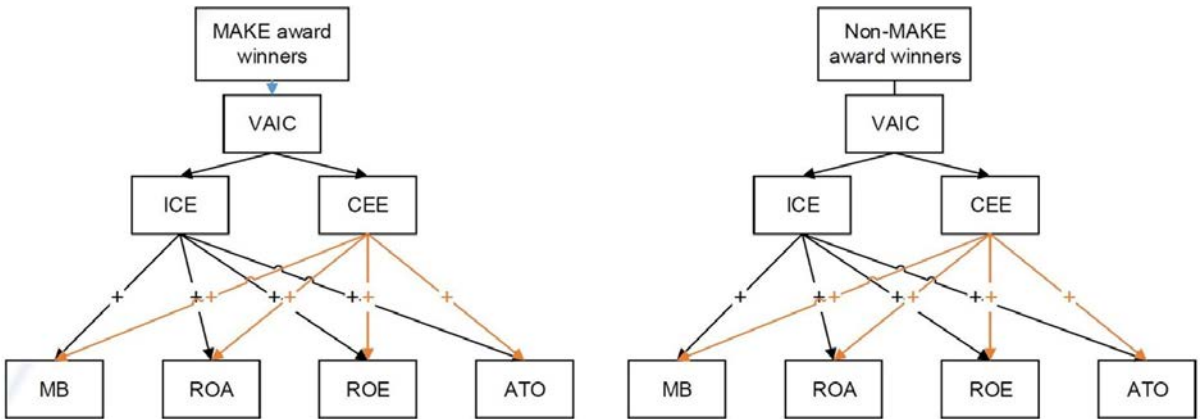 MAKE award
winners
VAIC
ICE
CEE
+
++
++
++
+
MB
ROA
ROE
ATO
Non-MAKE
award winners
VAIC
ICE
CEE
+
++
++
++
+
MB
ROA
ROE
ATO